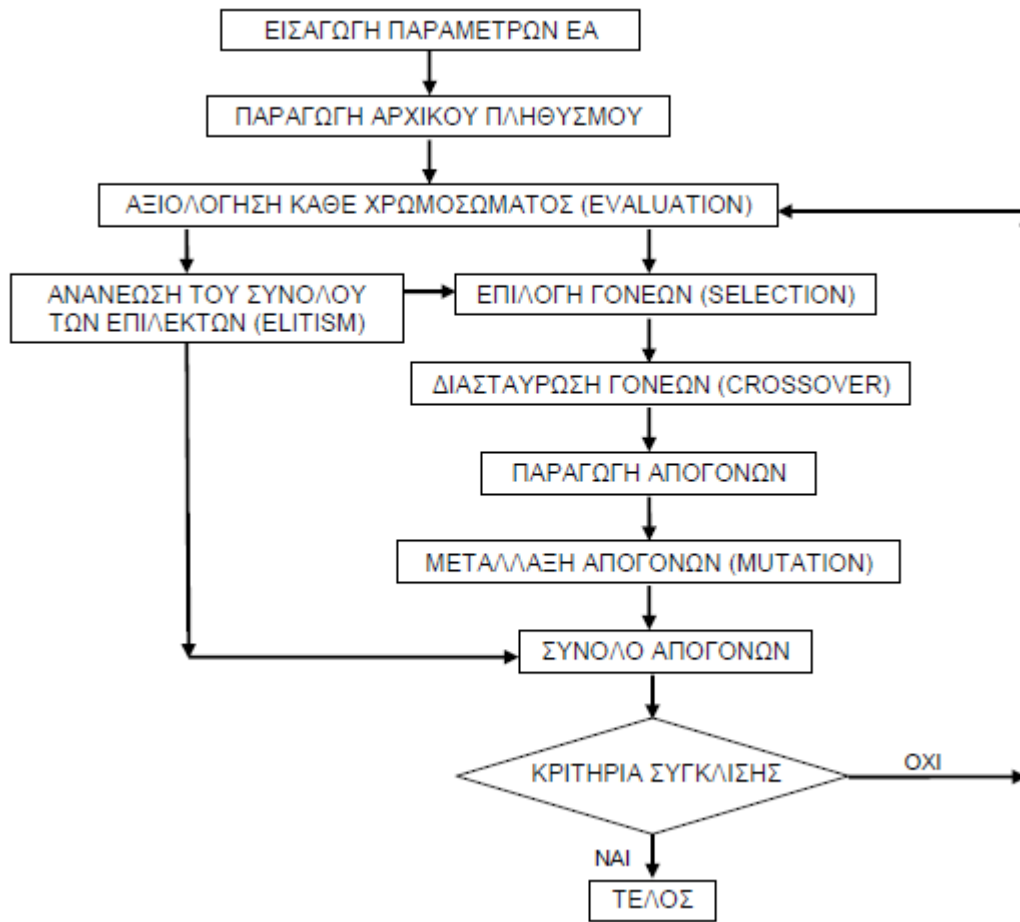 ΕΙΣΑΓΩΓΗ ΠΑΡΑΜΕΤΡΩΝ ΕΑ
ΠΑΡΑΓΩΓΗ ΑΡΧΙΚΟΥ ΠΛΗΘΥΣΜΟΥ
ΑΞΙΟΛΟΓΗΣΗ ΚΑΘΕ ΧΡΩΜΟΣΩΜΑΤΟΣ (EVALUATION)
ΑΝΑΝΕΩΣΗ ΤΟΥ ΣΥΝΟΛΟΥ
ΤΩΝ ΕΠΙΛΕΚΤΩΝ (ELITISM)
ΕΠΙΛΟΓΗ ΓΟΝΕΩΝ (SELECTION)
ΔΙΑΣΤΑΥΡΩΣΗ ΓΟΝΕΩΝ (CROSSOVER)
ΠΑΡΑΓΩΓΗ ΑΠΟΓΟΝΩΝ
ΜΕΤΑΛΛΑΞΗ ΑΠΟΓΟΝΩΝ (MUTATION)
ΣΥΝΟΛΟ ΑΠΟΓΟΝΩΝ
ΚΡΙΤΗΡΙΑ ΣΥΓΚΛΙΣΗΣ
ΟΧΙ
ΝΑΙ
ΤΕΛΟΣ